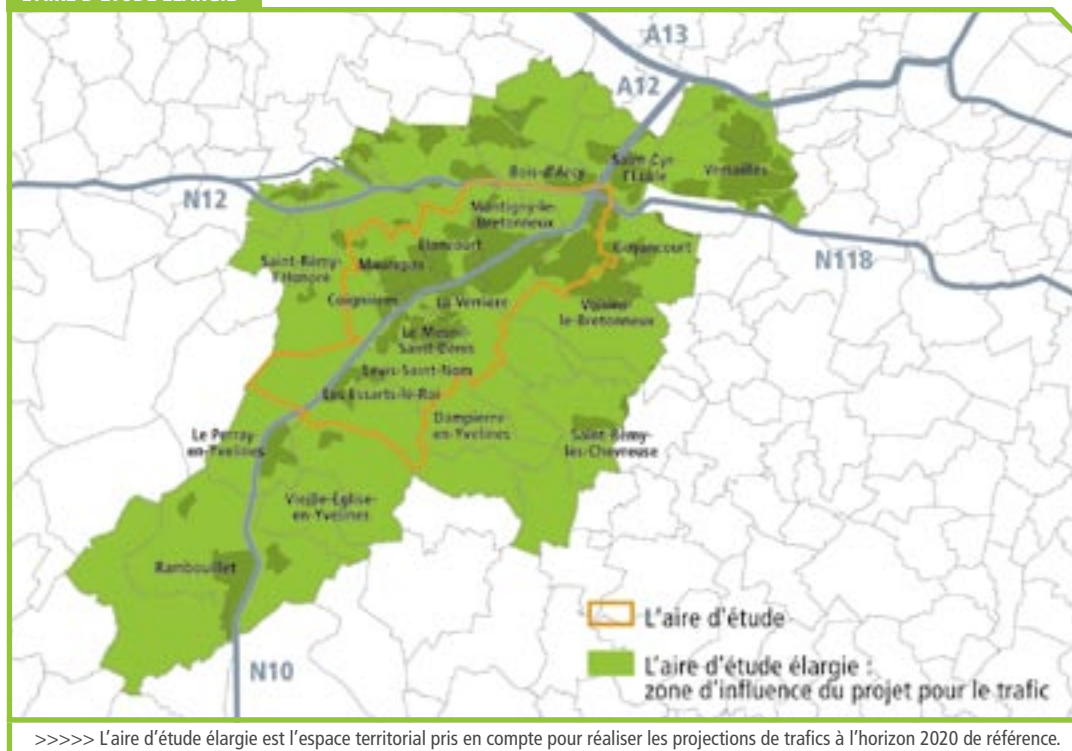 L'AIRE D'ÉTUDE ÉLARGIE
A13
A12
N12
Bois-d'Arcy
Saint-Cyr-
l'École
Versailles
Montigny-le-
Bretonneux
Élancourt
Guyancourt
N118
Saint-Rémy-
l'Honoré
Maurepas
Coignières
La Verrière
Voisins-
le-Bretonneux
Le Mesnil-
Saint-Denis
Levis-Saint-Nom
Les Essarts-le-Roi
Dampierre-
en-Yvelines
Le Perray-
en-Yvelines
Saint-Rémy-
lès-Chevreuse
Vieille-Église-
en-Yvelines
Rambouillet
N10
L'aire d'étude
L'aire d'étude élargie :
zone d'influence du projet pour le trafic
>>>>> L'aire d'étude élargie est l'espace territorial pris en compte pour réaliser les projections de trafics à l'horizon 2020 de référence.